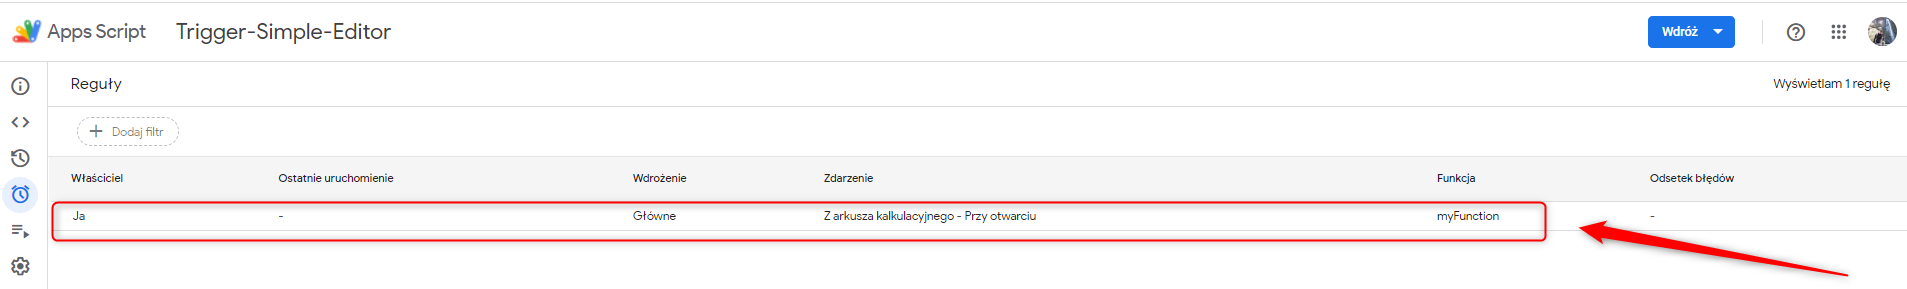 Apps Script Trigger-Simple-Editor Wdróż
Reguły Wyświetlam 1 regułę
Dodaj filtr
Właściciel Ostatnie uruchomienie Wdrożenie Zdarzenie Funkcja Odsetek błędów
Ja - Główne Z arkusza kalkulacyjnego - Przy otwarciu myFunction -